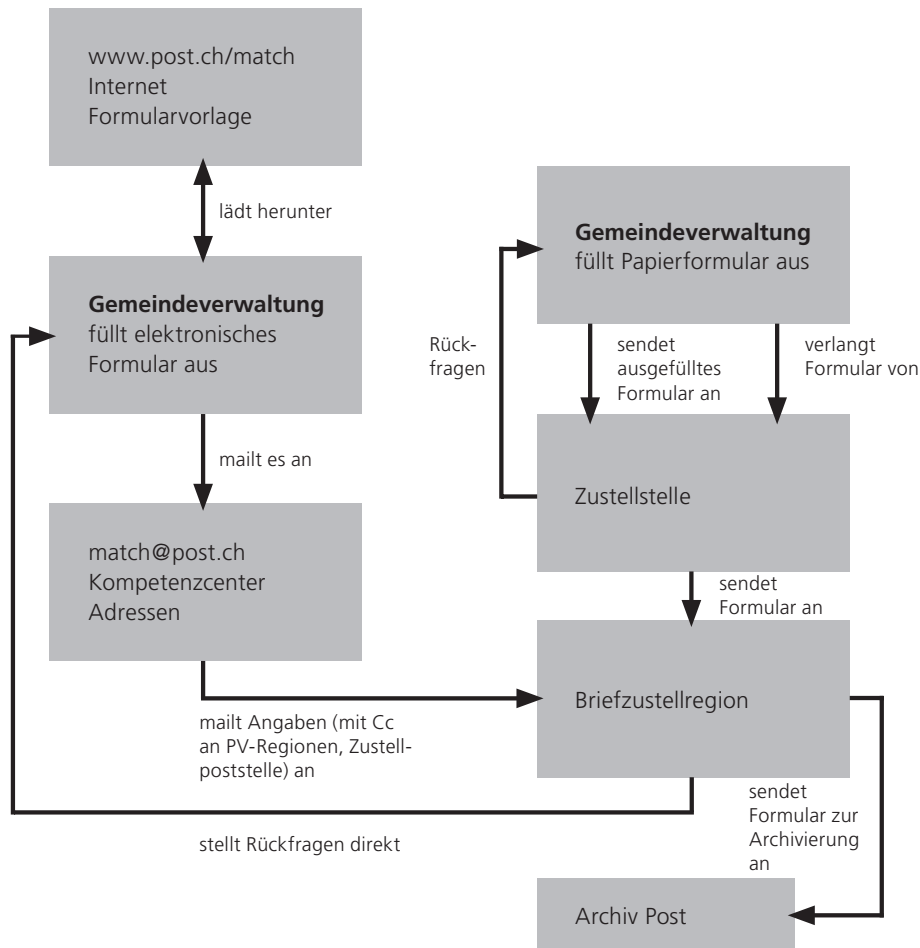 www.post.ch/match
Internet
Formularvorlage
lädt herunter
Gemeindeverwaltung
füllt elektronisches
Formular aus
mailt es an
match@post.ch
Kompetenzcenter
Adressen
mailt Angaben (mit Cc
an PV-Regionen, Zustell-
poststelle) an
stellt Rückfragen direkt
Gemeindeverwaltung
füllt Papierformular aus
Rück-
fragen
sendet
ausgefülltes
Formular an
verlangt
Formular von
Zustellstelle
sendet
Formular an
Briefzustellregion
sendet
Formular zur
Archivierung
an
Archiv Post